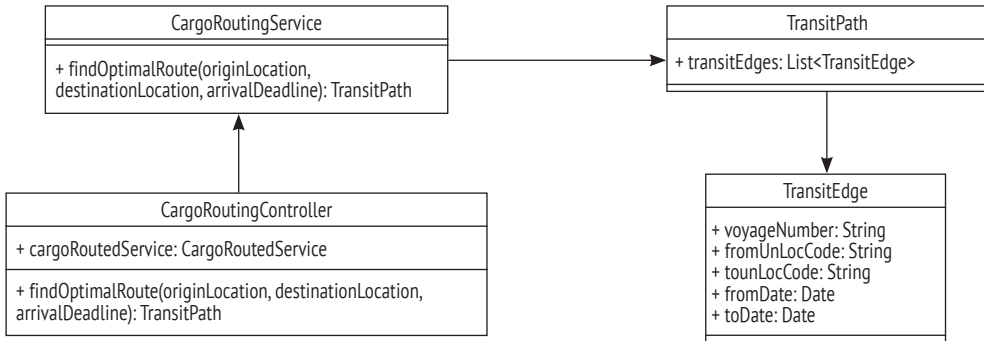 CargoRoutingService
+ findOptimalRoute(originLocation,
destinationLocation, arrivalDeadline): TransitPath
TransitPath
+ transitEdges: List<TransitEdge>
CargoRoutingController
+ cargoRoutedService: CargoRoutedService
+ findOptimalRoute(originLocation, destinationLocation,
arrivalDeadline): TransitPath
TransitEdge
+ voyageNumber: String
+ fromUnLocCode: String
+ tounLocCode: String
+ fromDate: Date
+ toDate: Date